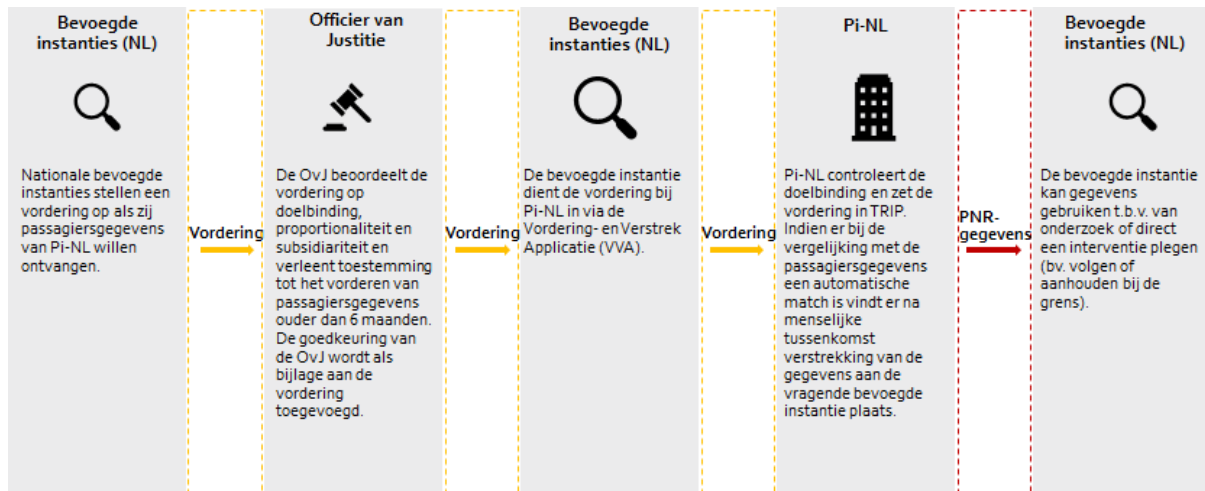 Bevoegde
instanties (NL)
Nationale bevoegde
instanties stellen een
vordering op als zij
passagiersgegevens
van Pi-NL willen
ontvangen.
Vordering
Officier van
Justitie
De OvJ beoordeelt de
vordering op
doelbinding,
proportionaliteit en
subsidiariteit en
verleent toestemming
tot het vorderen van
passagiersgegevens
ouder dan 6 maanden.
De goedkeuring van
de OvJ wordt als
bijlage aan de
vordering
toegevoegd.
Vordering
Bevoegde
instanties (NL)
De bevoegde instantie
dient de vordering bij
Pi-NL in via de
Vordering- en Verstrek
Applicatie (VVA).
Vordering
Pi-NL
Pi-NL controleert de
doelbinding en zet de
vordering in TRIP.
Indien er bij de
vergelijking met de
passagiersgegevens
een automatische
match is vindt er na
menselijke
tussenkomst
verstrekking van de
gegevens aan de
vragende bevoegde
instantie plaats.
PNR-
gegevens
Bevoegde
instanties (NL)
De bevoegde instantie
kan gegevens
gebruiken t.b.v. van
onderzoek of direct
een interventie plegen
(bv. volgen of
aanhouden bij de
grens).